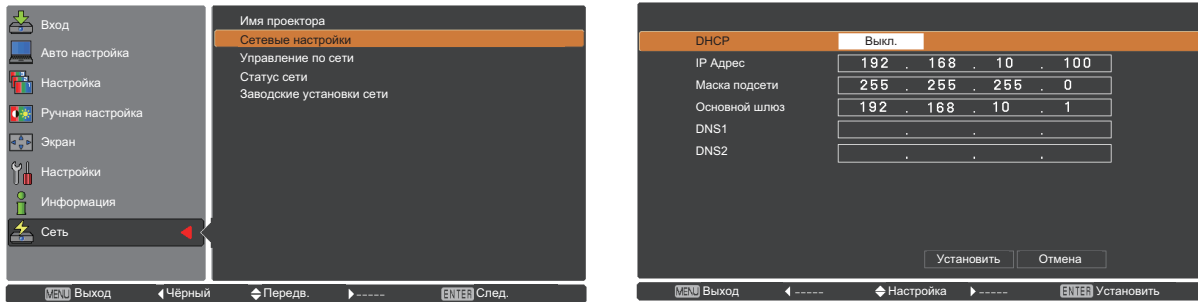 Вход
Авто настройка
Настройка
Ручная настройка
Экран
Настройки
Информация
Сеть
Имя проектора
Сетевые настройки
Управление по сети
Статус сети
Заводские установки сети
MENU Выход Чёрный Передв. ----- ENTER След.
DHCP Выкл.
IP Адрес 192 . 168 . 10 . 100
Маска подсети 255 . 255 . 255 . 0
Основной шлюз 192 . 168 . 10 . 1
DNS1 . . .
DNS2 . . .
Установить Отмена
MENU Выход ----- Настройка ----- ENTER Установить